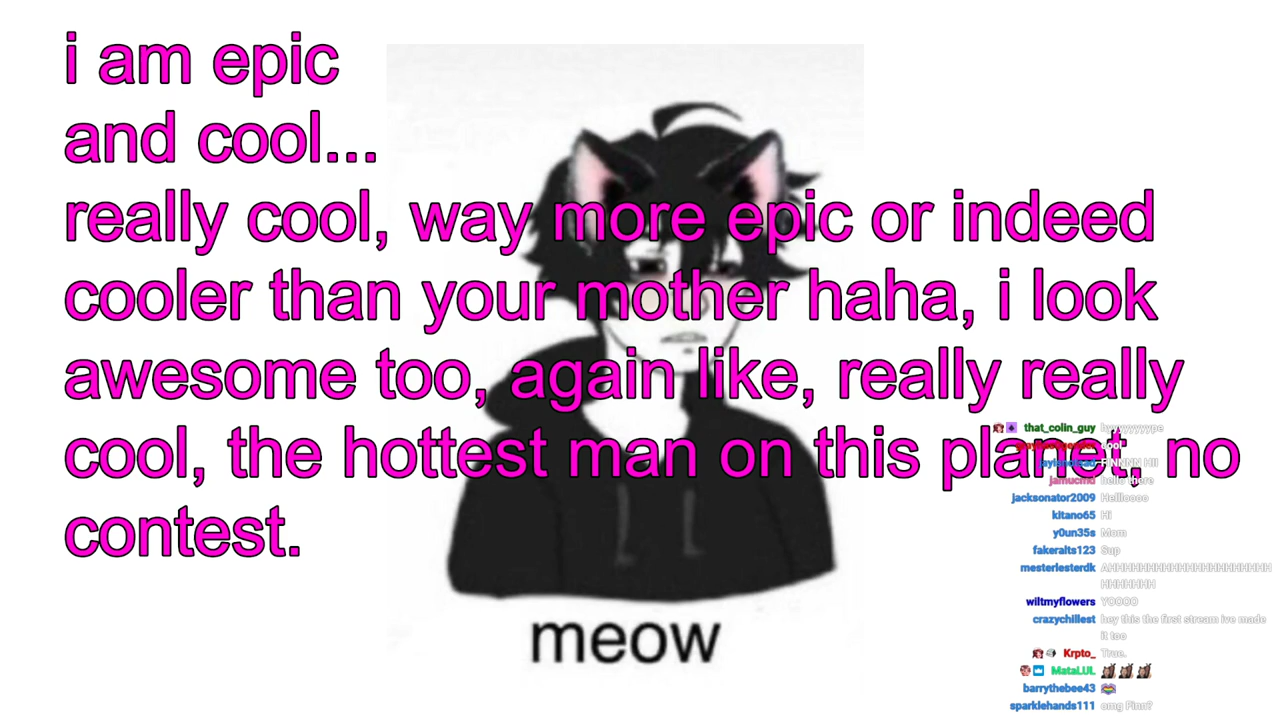 i am epic
and cool...
really cool, way more epic or indeed
cooler than your mother haha, i look
awesome too, again like, really really
cool, the hottest man on this planet, no
contest.
meow
that_colin_guy
jamucmo hello there
jacksonator2009 Hellloooo
kitano65 Hi
y0un35s Mom
fakeralts123 Sup
mesterlesterdk
wiltmyflowers YOOOO
crazychillest hey this the first stream ive made
it too
Krpto_ True.
MataLUL
barrythebee43
sparklehands111 omg Finn?